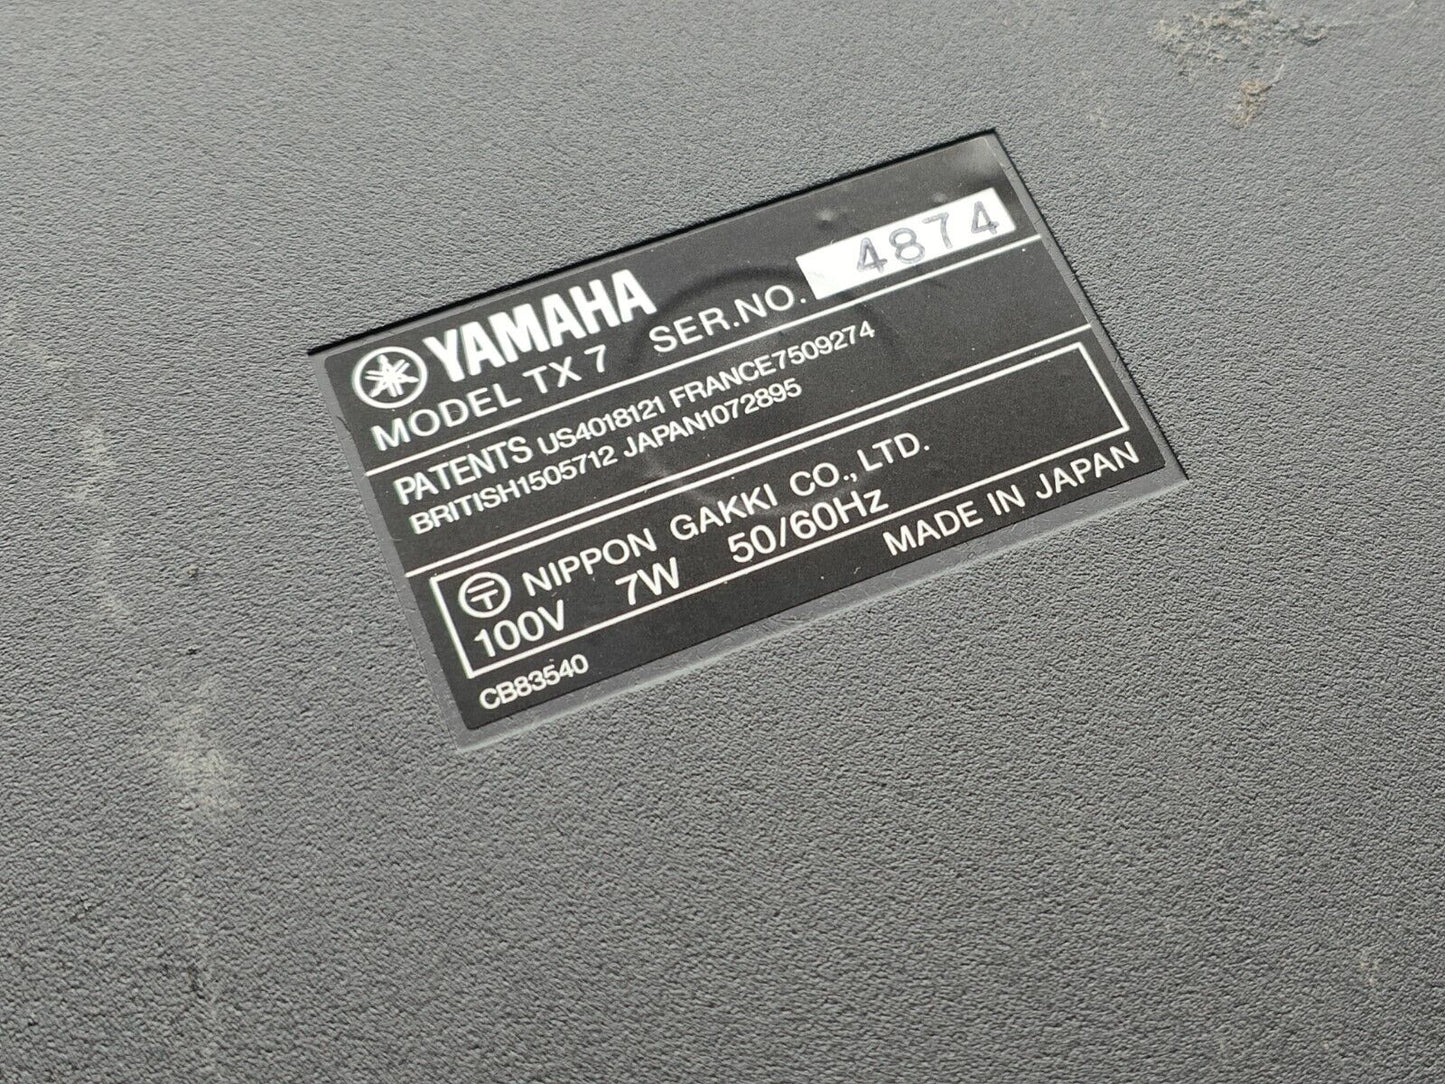 YAMAHA
MODEL TX 7 SER.NO. 4874
PATENTS US4018121 FRANCE7509274
BRITISH1505712 JAPAN1072895
NIPPON GAKKI CO.,LTD.
100V 7W 50/60Hz
CB83540 MADE IN JAPAN